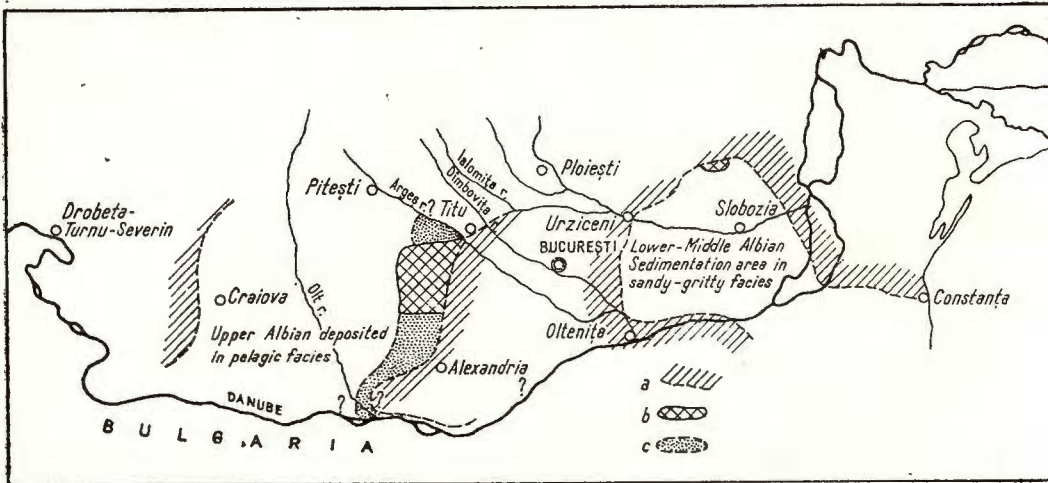 Ploiești
Ialomița r.
Dîmbovița r.
Pitești
Argeș r.
?
Titu
Urziceni
Slobozia
Drobeta-
Turnu-Severin
BUCUREȘTI
Lower-Middle Albian
Sedimentation area in
sandy-gritty facies
Craiova
Olt r.
Constanța
Upper Albian deposited
in pelagic facies
Oltenița
Alexandria
?
?
?
a
b
c
DANUBE
BULGARIA